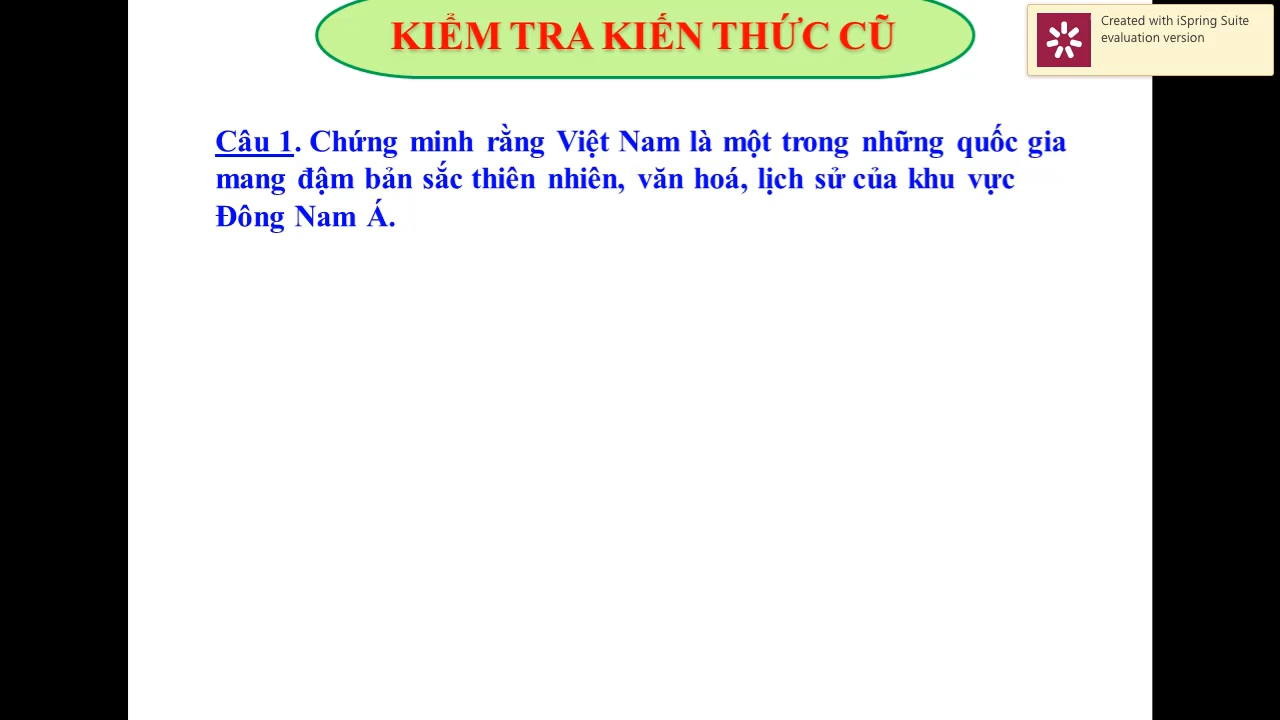 KIỂM TRA KIẾN THỨC CŨ
Created with iSpring Suite
evaluation version
Câu 1. Chứng minh rằng Việt Nam là một trong những quốc gia
mang đậm bản sắc thiên nhiên, văn hoá, lịch sử của khu vực
Đông Nam Á.